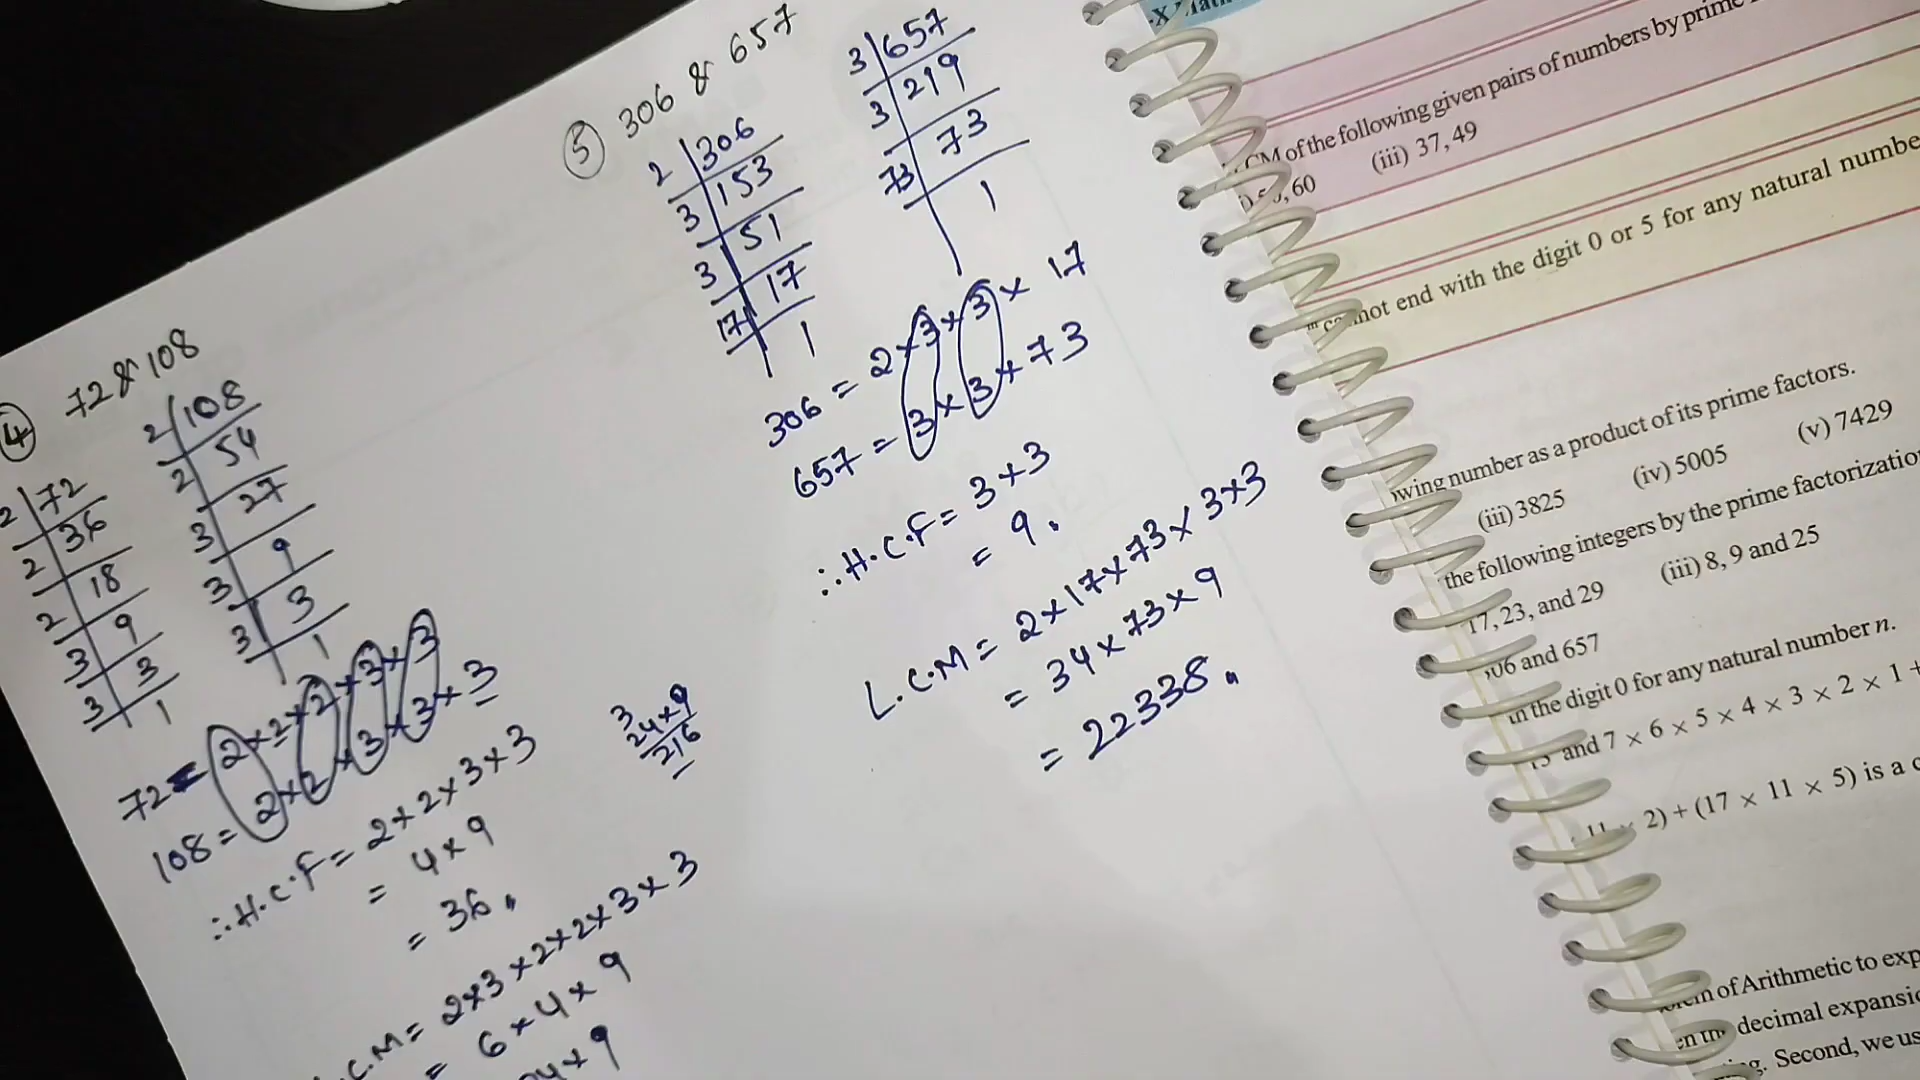 ④ 72 & 108
2 | 72
2 | 36
2 | 18
3 | 9
3 | 3
1
2 | 108
2 | 54
3 | 27
3 | 9
3 | 3
1
72 = 2 × 2 × 2 × 3 × 3
108 = 2 × 2 × 3 × 3 × 3
∴ H.C.F = 2 × 2 × 3 × 3
= 4 × 9
= 36.
.C.M = 2 × 3 × 2 × 2 × 3 × 3
= 6 × 4 × 9
24 × 9
3
24 × 9
216
⑤ 306 & 657
2 | 306
3 | 153
3 | 51
17 | 17
1
3 | 657
3 | 219
73 | 73
1
306 = 2 × 3 × 3 × 17
657 = 3 × 3 × 73
∴ H.C.F = 3 × 3
= 9.
L.C.M = 2 × 17 × 73 × 3 × 3
= 34 × 73 × 9
= 22338.
-X
CM of the following given pairs of numbers by prime
60 (iii) 37, 49
not end with the digit 0 or 5 for any natural numbe
wing number as a product of its prime factors.
(iii) 3825 (iv) 5005 (v) 7429
the following integers by the prime factorizatio
17, 23, and 29 (iii) 8, 9 and 25
06 and 657
the digit 0 for any natural number n.
and 7 × 6 × 5 × 4 × 3 × 2 × 1 +
2) + (17 × 11 × 5) is a c
of Arithmetic to exp
decimal expansio
g. Second, we us